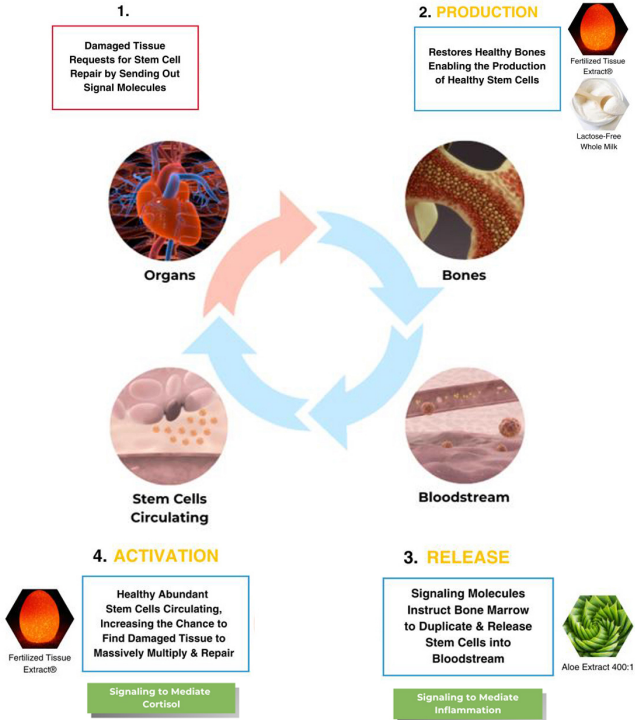 1.
Damaged Tissue
Requests for Stem Cell
Repair by Sending Out
Signal Molecules
2. PRODUCTION
Restores Healthy Bones
Enabling the Production
of Healthy Stem Cells
Fertilized Tissue
Extract®
Lactose-Free
Whole Milk
Organs
Bones
Stem Cells
Circulating
Bloodstream
4. ACTIVATION
Fertilized Tissue
Extract®
Healthy Abundant
Stem Cells Circulating,
Increasing the Chance to
Find Damaged Tissue to
Massively Multiply & Repair
Signaling to Mediate
Cortisol
3. RELEASE
Signaling Molecules
Instruct Bone Marrow
to Duplicate & Release
Stem Cells into
Bloodstream
Aloe Extract 400:1
Signaling to Mediate
Inflammation